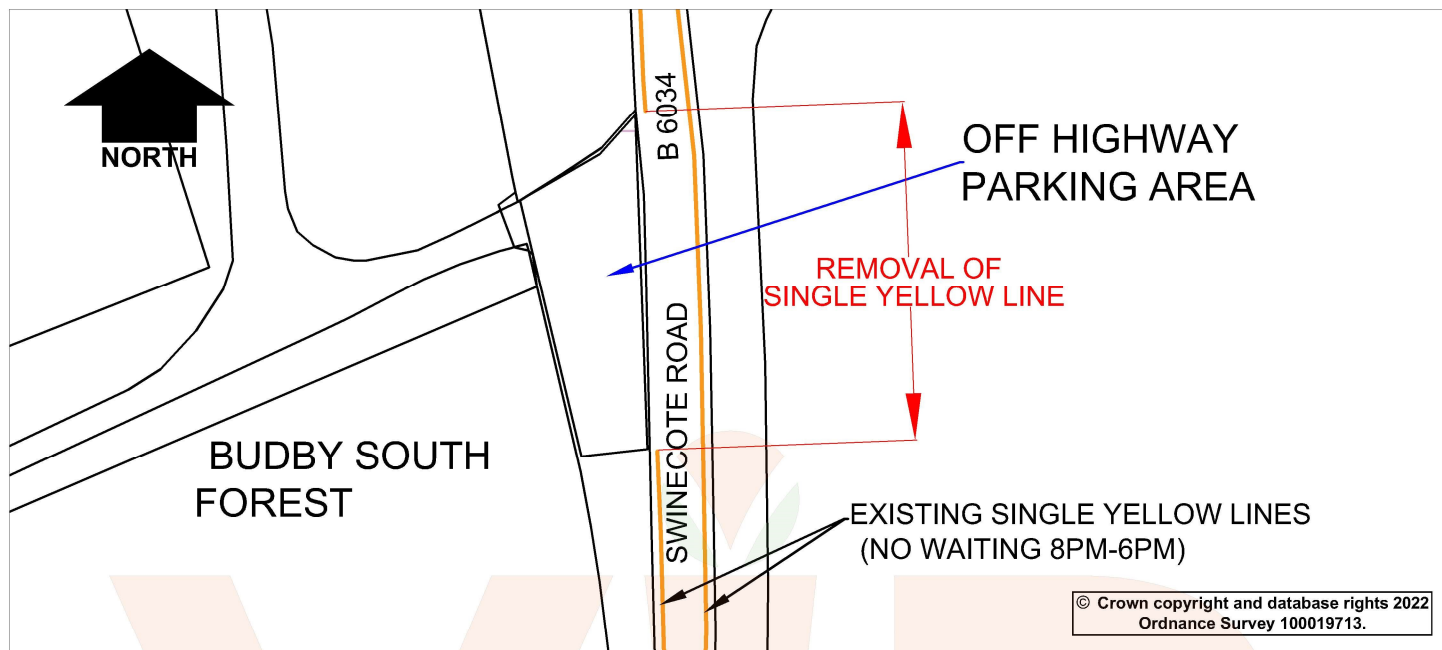 NORTH
B 6034
OFF HIGHWAY
PARKING AREA
REMOVAL OF
SINGLE YELLOW LINE
SWINECOTE ROAD
BUDBY SOUTH
FOREST
EXISTING SINGLE YELLOW LINES
(NO WAITING 8PM-6PM)
© Crown copyright and database rights 2022
Ordnance Survey 100019713.